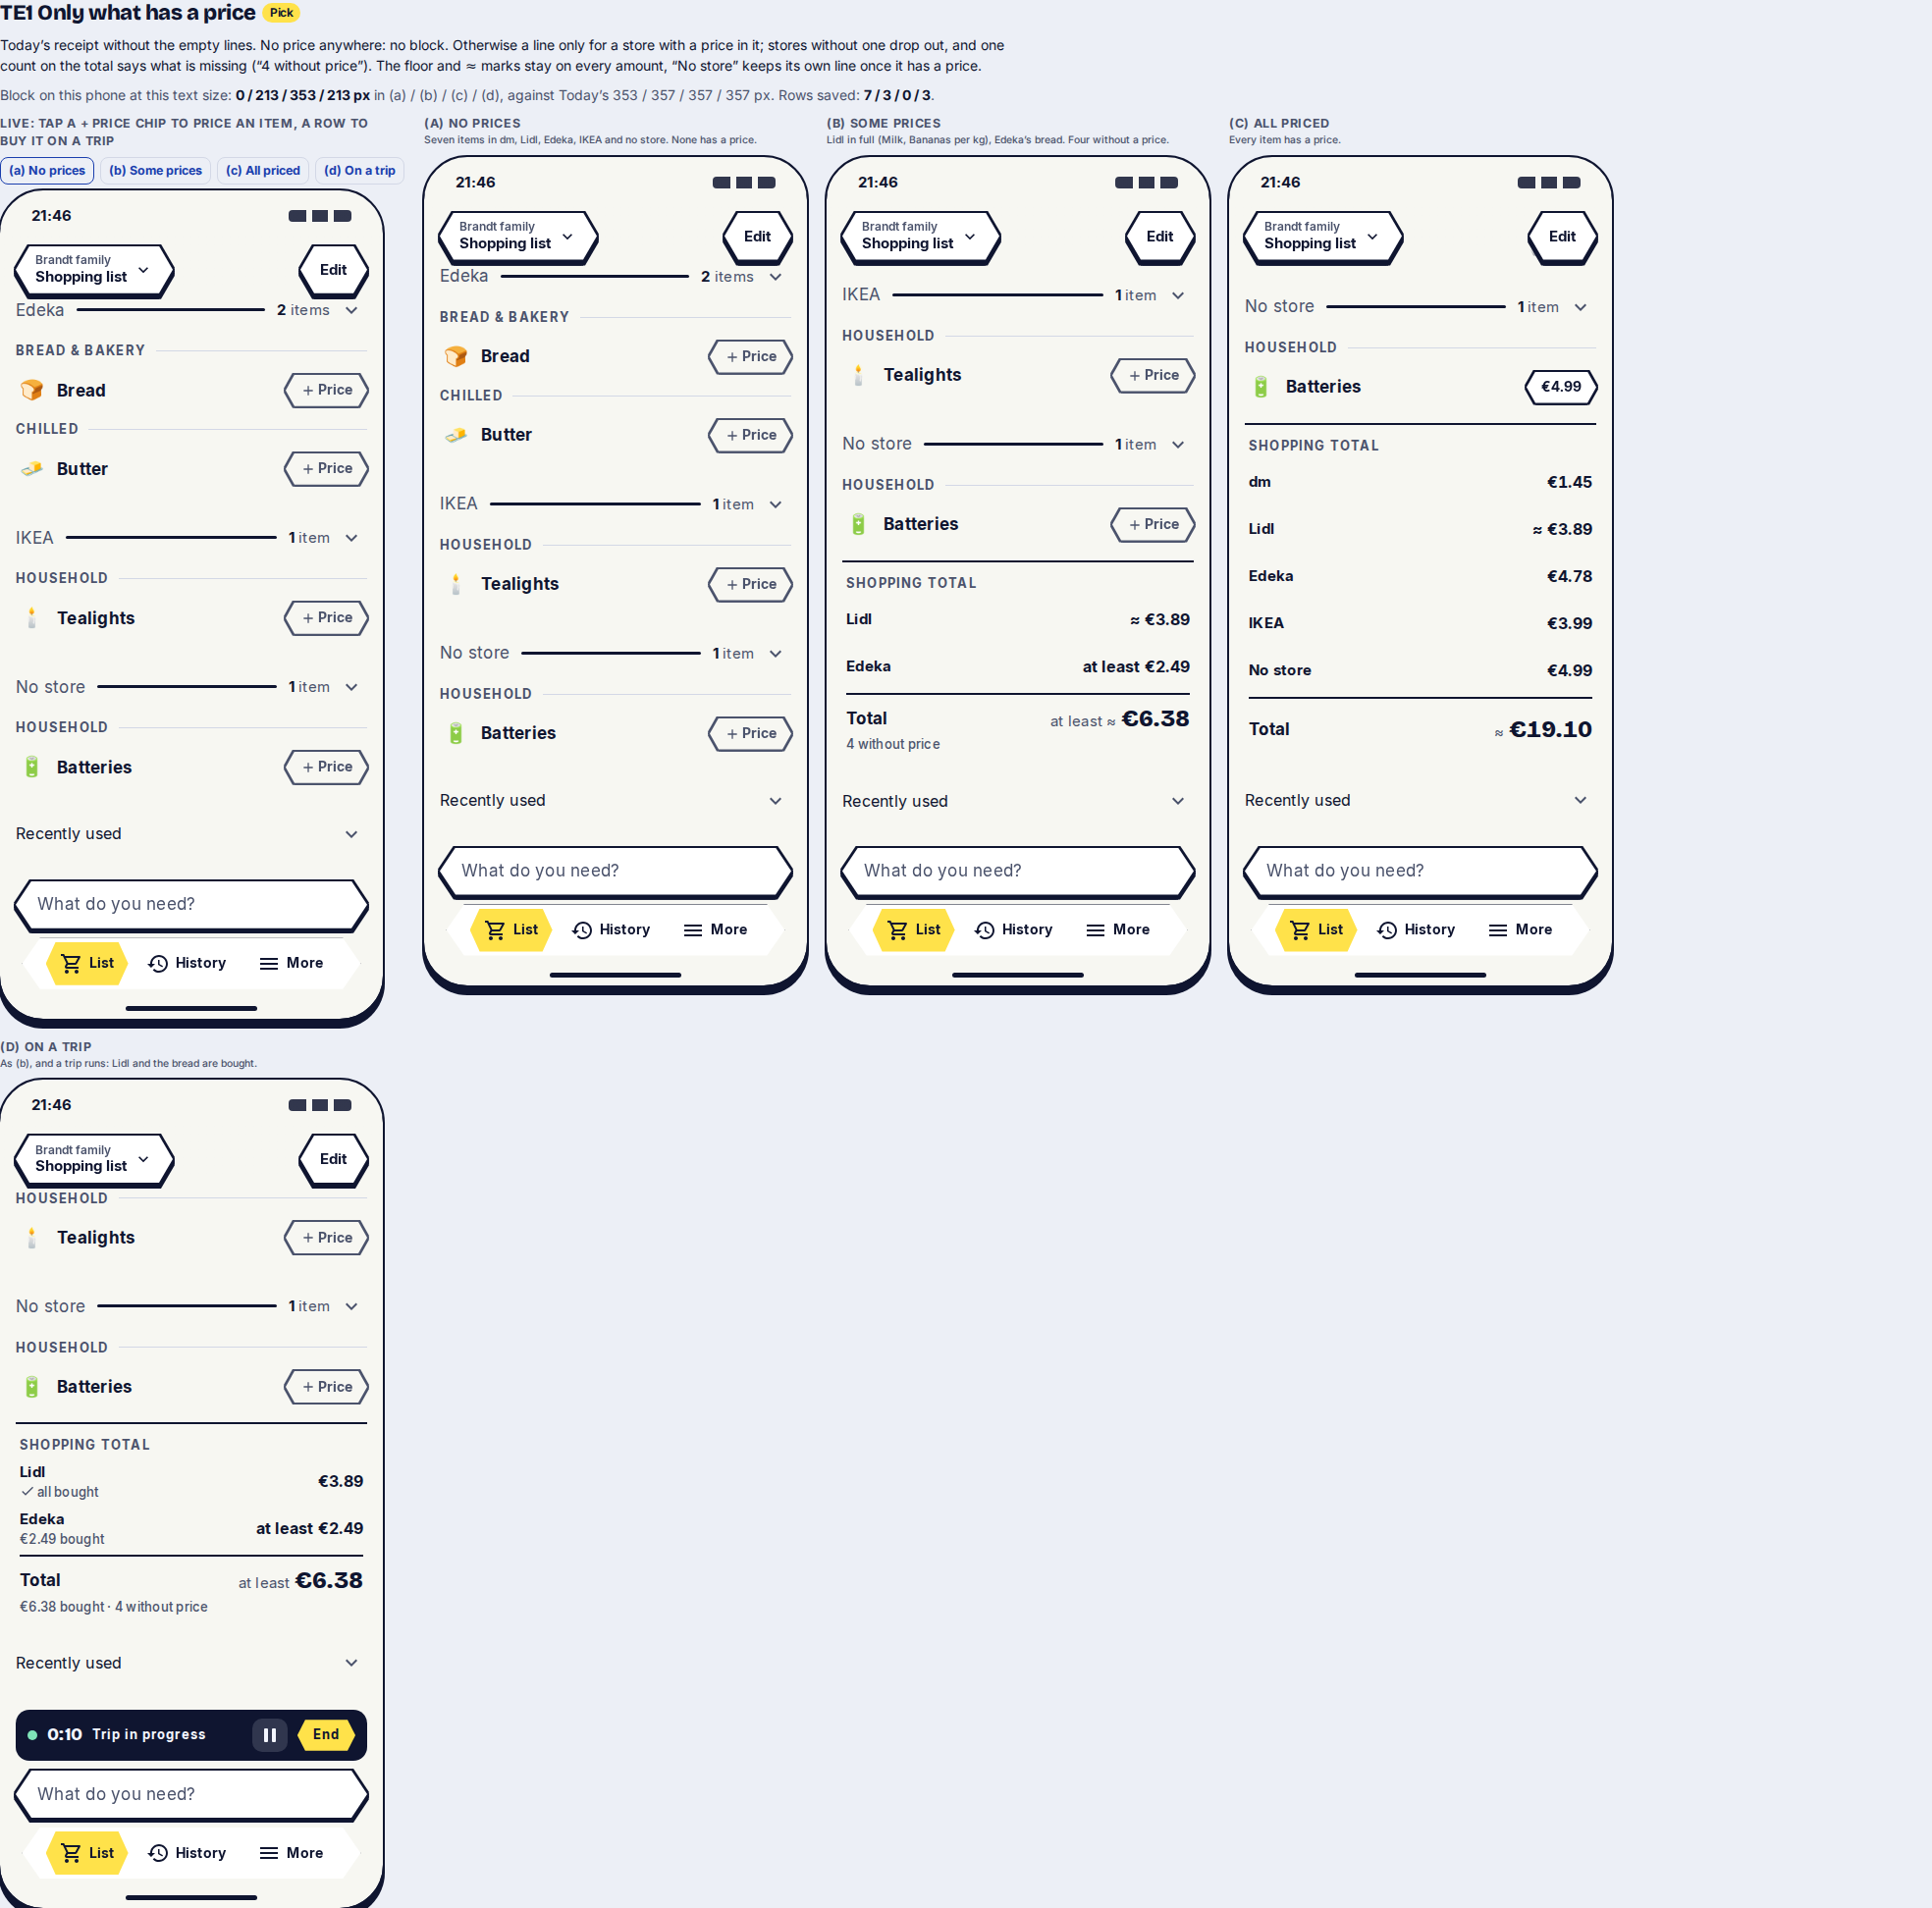 TE1 Only what has a price Pick
Today’s receipt without the empty lines. No price anywhere: no block. Otherwise a line only for a store with a price in it; stores without one drop out, and one
count on the total says what is missing (“4 without price”). The floor and ≈ marks stay on every amount, “No store” keeps its own line once it has a price.
Block on this phone at this text size: 0 / 213 / 353 / 213 px in (a) / (b) / (c) / (d), against Today’s 353 / 357 / 357 / 357 px. Rows saved: 7 / 3 / 0 / 3.
LIVE: TAP A + PRICE CHIP TO PRICE AN ITEM, A ROW TO
BUY IT ON A TRIP
(a) No prices
(b) Some prices
(c) All priced
(d) On a trip
21:46
Brandt family
Shopping list
Edit
Edeka
2 items
BREAD & BAKERY
Bread
+ Price
CHILLED
Butter
+ Price
IKEA
1 item
HOUSEHOLD
Tealights
+ Price
No store
1 item
HOUSEHOLD
Batteries
+ Price
Recently used
What do you need?
List
History
More
(A) NO PRICES
Seven items in dm, Lidl, Edeka, IKEA and no store. None has a price.
21:46
Brandt family
Shopping list
Edit
Edeka
2 items
BREAD & BAKERY
Bread
+ Price
CHILLED
Butter
+ Price
IKEA
1 item
HOUSEHOLD
Tealights
+ Price
No store
1 item
HOUSEHOLD
Batteries
+ Price
Recently used
What do you need?
List
History
More
(B) SOME PRICES
Lidl in full (Milk, Bananas per kg), Edeka’s bread. Four without a price.
21:46
Brandt family
Shopping list
Edit
IKEA
1 item
HOUSEHOLD
Tealights
+ Price
No store
1 item
HOUSEHOLD
Batteries
+ Price
SHOPPING TOTAL
Lidl
≈ €3.89
Edeka
at least €2.49
Total
at least ≈ €6.38
4 without price
Recently used
What do you need?
List
History
More
(C) ALL PRICED
Every item has a price.
21:46
Brandt family
Shopping list
Edit
No store
1 item
HOUSEHOLD
Batteries
€4.99
SHOPPING TOTAL
dm
€1.45
Lidl
≈ €3.89
Edeka
€4.78
IKEA
€3.99
No store
€4.99
Total
≈ €19.10
Recently used
What do you need?
List
History
More
(D) ON A TRIP
As (b), and a trip runs: Lidl and the bread are bought.
21:46
Brandt family
Shopping list
Edit
HOUSEHOLD
Tealights
+ Price
No store
1 item
HOUSEHOLD
Batteries
+ Price
SHOPPING TOTAL
Lidl
€3.89
✓ all bought
Edeka
at least €2.49
€2.49 bought
Total
at least €6.38
€6.38 bought · 4 without price
Recently used
0:10 Trip in progress
End
What do you need?
List
History
More